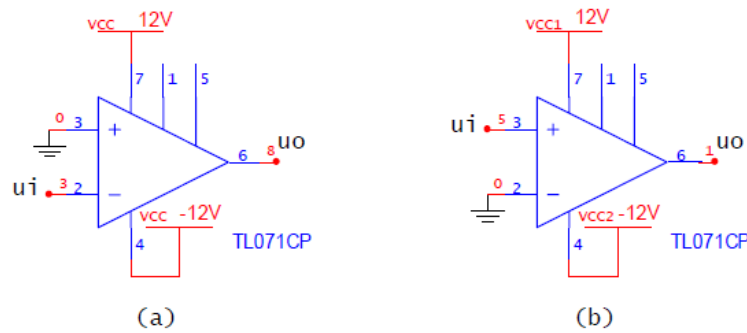 VCC 12V
7 1 5
0 3 +
ui 3 2 −
6 8 uo
VCC -12V
4
TL071CP
(a)
VCC1 12V
7 1 5
ui 5 3 +
0 2 −
6 1 uo
VCC2 -12V
4
TL071CP
(b)